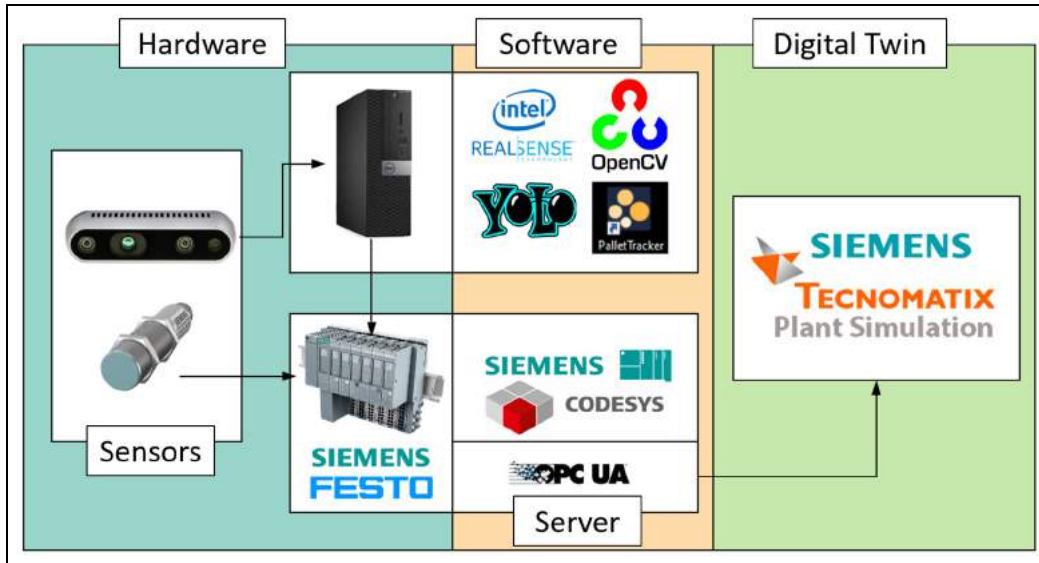 Hardware
Software
Digital Twin
intel
REALSENSE
TECHNOLOGY
OpenCV
YOLO
PalletTracker
Sensors
SIEMENS
FESTO
SIEMENS
CODESYS
OPC UA
Server
SIEMENS
TECNOMATIX
Plant Simulation